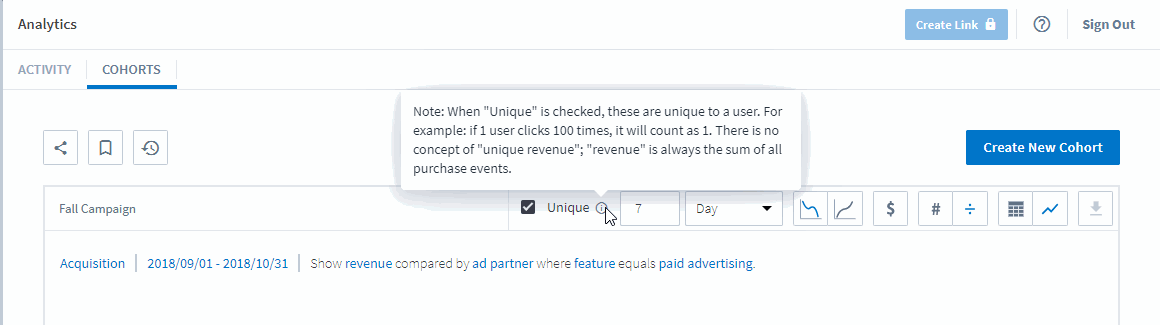 Analytics
Create Link
Sign Out
ACTIVITY
COHORTS
Note: When "Unique" is checked, these are unique to a user. For
example: if 1 user clicks 100 times, it will count as 1. There is no
concept of "unique revenue"; "revenue" is always the sum of all
purchase events.
Create New Cohort
Fall Campaign
Unique
7
Day
$
#
÷
Acquisition
2018/09/01 - 2018/10/31
Show revenue compared by ad partner where feature equals paid advertising.